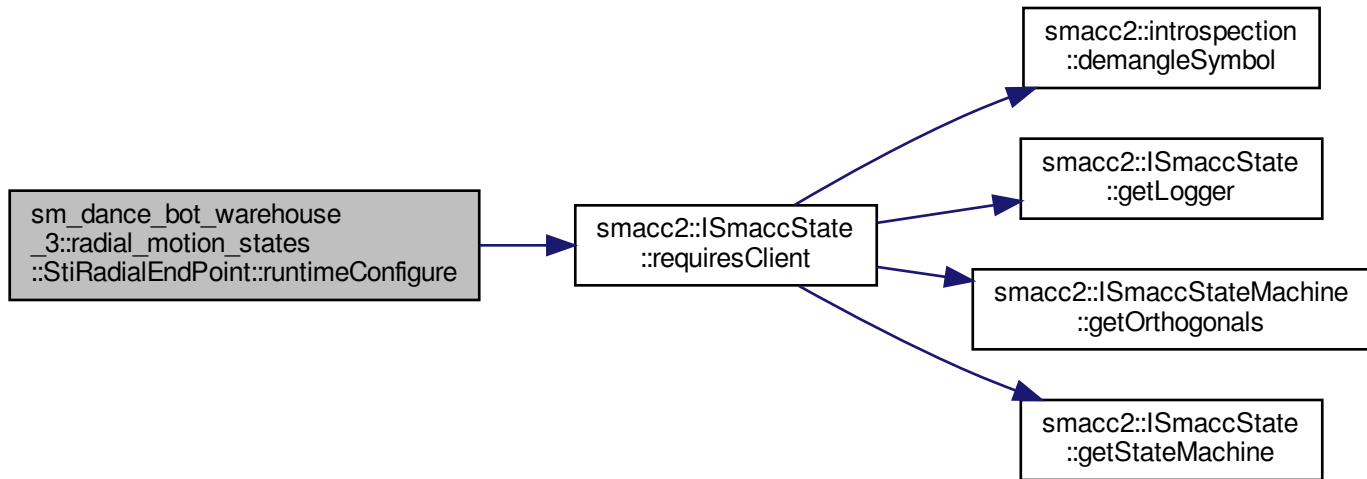 sm_dance_bot_warehouse
_3::radial_motion_states
::StiRadialEndPoint::runtimeConfigure
smacc2::ISmaccState
::requiresClient
smacc2::introspection
::demangleSymbol
smacc2::ISmaccState
::getLogger
smacc2::ISmaccStateMachine
::getOrthogonals
smacc2::ISmaccState
::getStateMachine